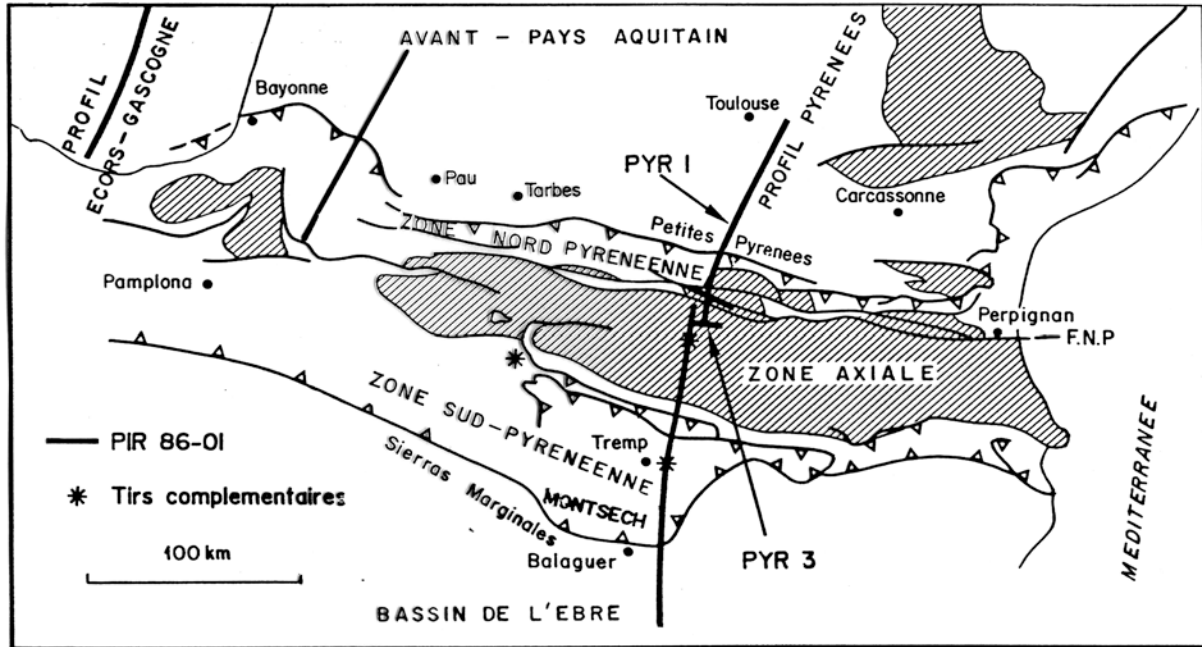 PROFIL
ECORS-GASCOGNE
AVANT - PAYS AQUITAIN
Bayonne
Toulouse
PROFIL PYRENEES
PYR 1
Pau
Tarbes
Carcassonne
Petites Pyrenees
ZONE NORD PYRENEENNE
Pamplona
Perpignan
F.N.P
ZONE AXIALE
ZONE SUD-PYRENEENNE
Tremp
PIR 86-01
Sierras Marginales
Tirs complementaires
MONTSECH
MEDITERRANEE
100 km
Balaguer
PYR 3
BASSIN DE L'EBRE